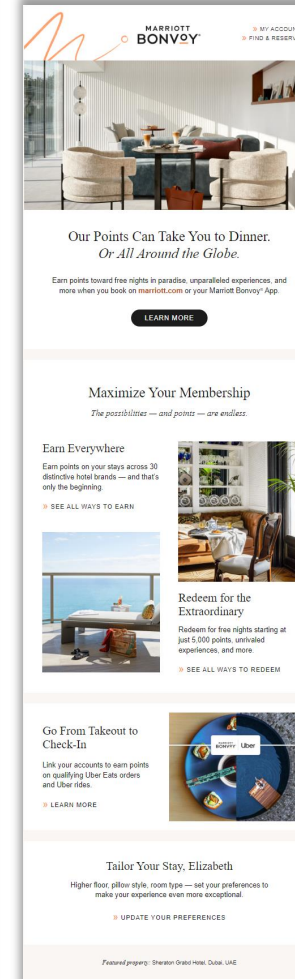 MARRIOTT
BONVOY
» MY ACCOUN
» FIND & RESERV
Our Points Can Take You to Dinner.
Or All Around the Globe.
Earn points toward free nights in paradise, unparalleled experiences, and
more when you book on marriott.com or your Marriott Bonvoy® App.
LEARN MORE
Maximize Your Membership
The possibilities — and points — are endless.
Earn Everywhere
Earn points on your stays across 30
distinctive hotel brands — and that's
only the beginning.
» SEE ALL WAYS TO EARN
Redeem for the
Extraordinary
Redeem for free nights starting at
just 5,000 points, unrivaled
experiences, and more.
» SEE ALL WAYS TO REDEEM
Go From Takeout to
Check-In
Link your accounts to earn points
on qualifying Uber Eats orders
and Uber rides.
» LEARN MORE
MARRIOTT
BONVOY
Uber
Tailor Your Stay, Elizabeth
Higher floor, pillow style, room type — set your preferences to
make your experience even more exceptional.
» UPDATE YOUR PREFERENCES
Featured property: Sheraton Grabd Hotel, Dubai, UAE